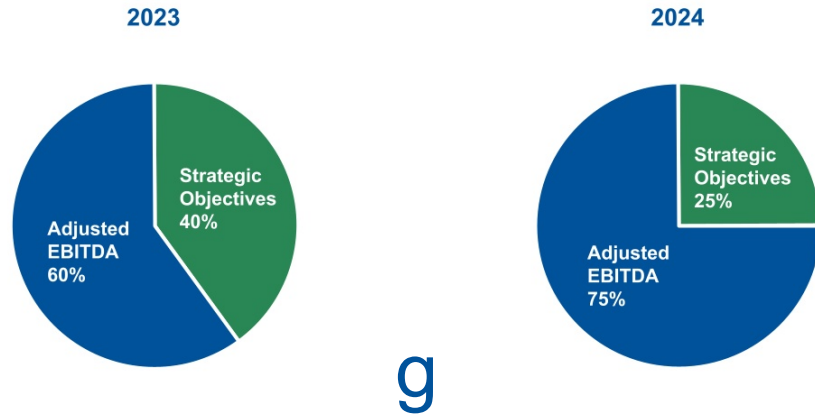 2023
2024
Strategic
Objectives
40%
Adjusted
EBITDA
60%
Strategic
Objectives
25%
Adjusted
EBITDA
75%
g